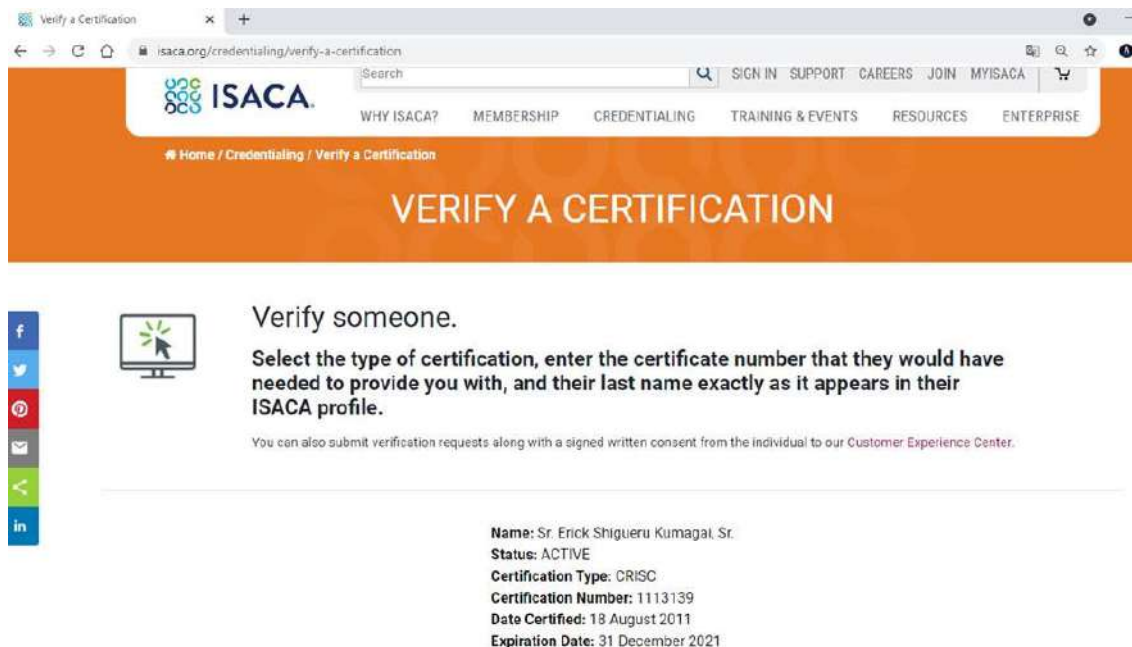 Verify a Certification
isaca.org/credentialing/verify-a-certification
Search
SIGN IN SUPPORT CAREERS JOIN MYISACA
ISACA.
WHY ISACA? MEMBERSHIP CREDENTIALING TRAINING & EVENTS RESOURCES ENTERPRISE
Home / Credentialing / Verify a Certification
VERIFY A CERTIFICATION
Verify someone.
Select the type of certification, enter the certificate number that they would have
needed to provide you with, and their last name exactly as it appears in their
ISACA profile.
You can also submit verification requests along with a signed written consent from the individual to our Customer Experience Center.
f
in
Name: Sr. Erick Shigueru Kumagai, Sr.
Status: ACTIVE
Certification Type: CRISC
Certification Number: 1113139
Date Certified: 18 August 2011
Expiration Date: 31 December 2021